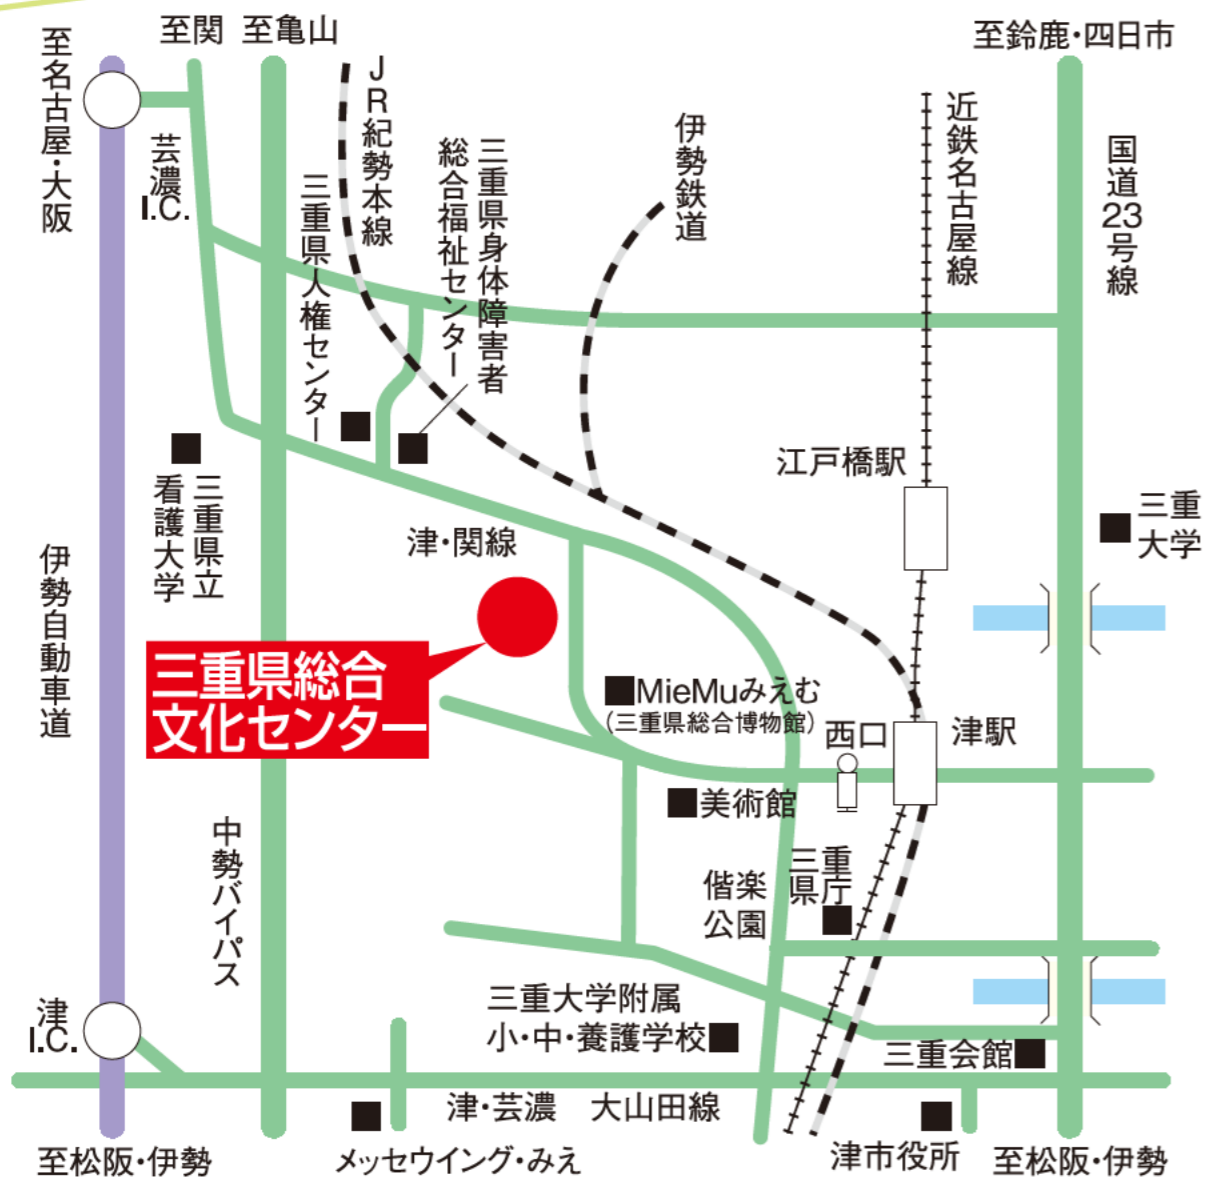 至関
至亀山
至鈴鹿・四日市
至名古屋・大阪
芸濃
I.C.
JR紀勢本線
三重県人権センター
三重県身体障害者
総合福祉センター
伊勢鉄道
近鉄名古屋線
国道23号線
江戸橋駅
三重
大学
三重県立
看護大学
津・関線
伊勢自動車道
三重県総合
文化センター
MieMuみえむ
(三重県総合博物館)
西口
津駅
美術館
中勢バイパス
三重
県庁
偕楽
公園
三重大学附属
小・中・養護学校
津
I.C.
三重会館
津・芸濃　大山田線
至松阪・伊勢
メッセウイング・みえ
津市役所
至松阪・伊勢